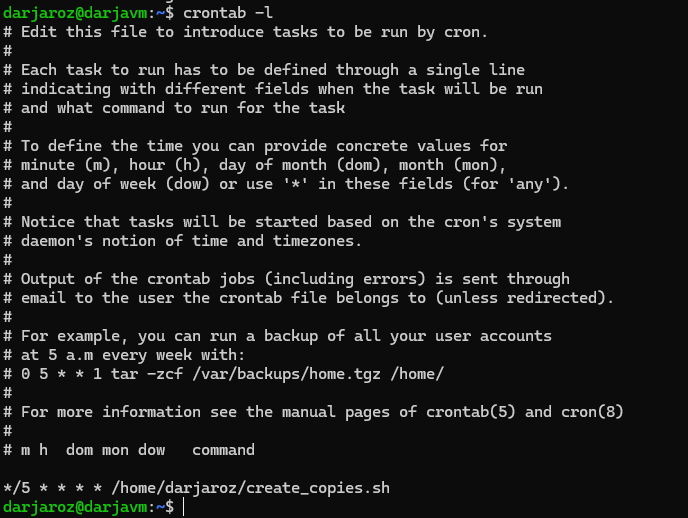 darjaroz@darjavm:~$ crontab -l
# Edit this file to introduce tasks to be run by cron.
#
# Each task to run has to be defined through a single line
# indicating with different fields when the task will be run
# and what command to run for the task
#
# To define the time you can provide concrete values for
# minute (m), hour (h), day of month (dom), month (mon),
# and day of week (dow) or use '*' in these fields (for 'any').
#
# Notice that tasks will be started based on the cron's system
# daemon's notion of time and timezones.
#
# Output of the crontab jobs (including errors) is sent through
# email to the user the crontab file belongs to (unless redirected).
#
# For example, you can run a backup of all your user accounts
# at 5 a.m every week with:
# 0 5 * * 1 tar -zcf /var/backups/home.tgz /home/
#
# For more information see the manual pages of crontab(5) and cron(8)
#
# m h  dom mon dow   command

*/5 * * * * /home/darjaroz/create_copies.sh
darjaroz@darjavm:~$